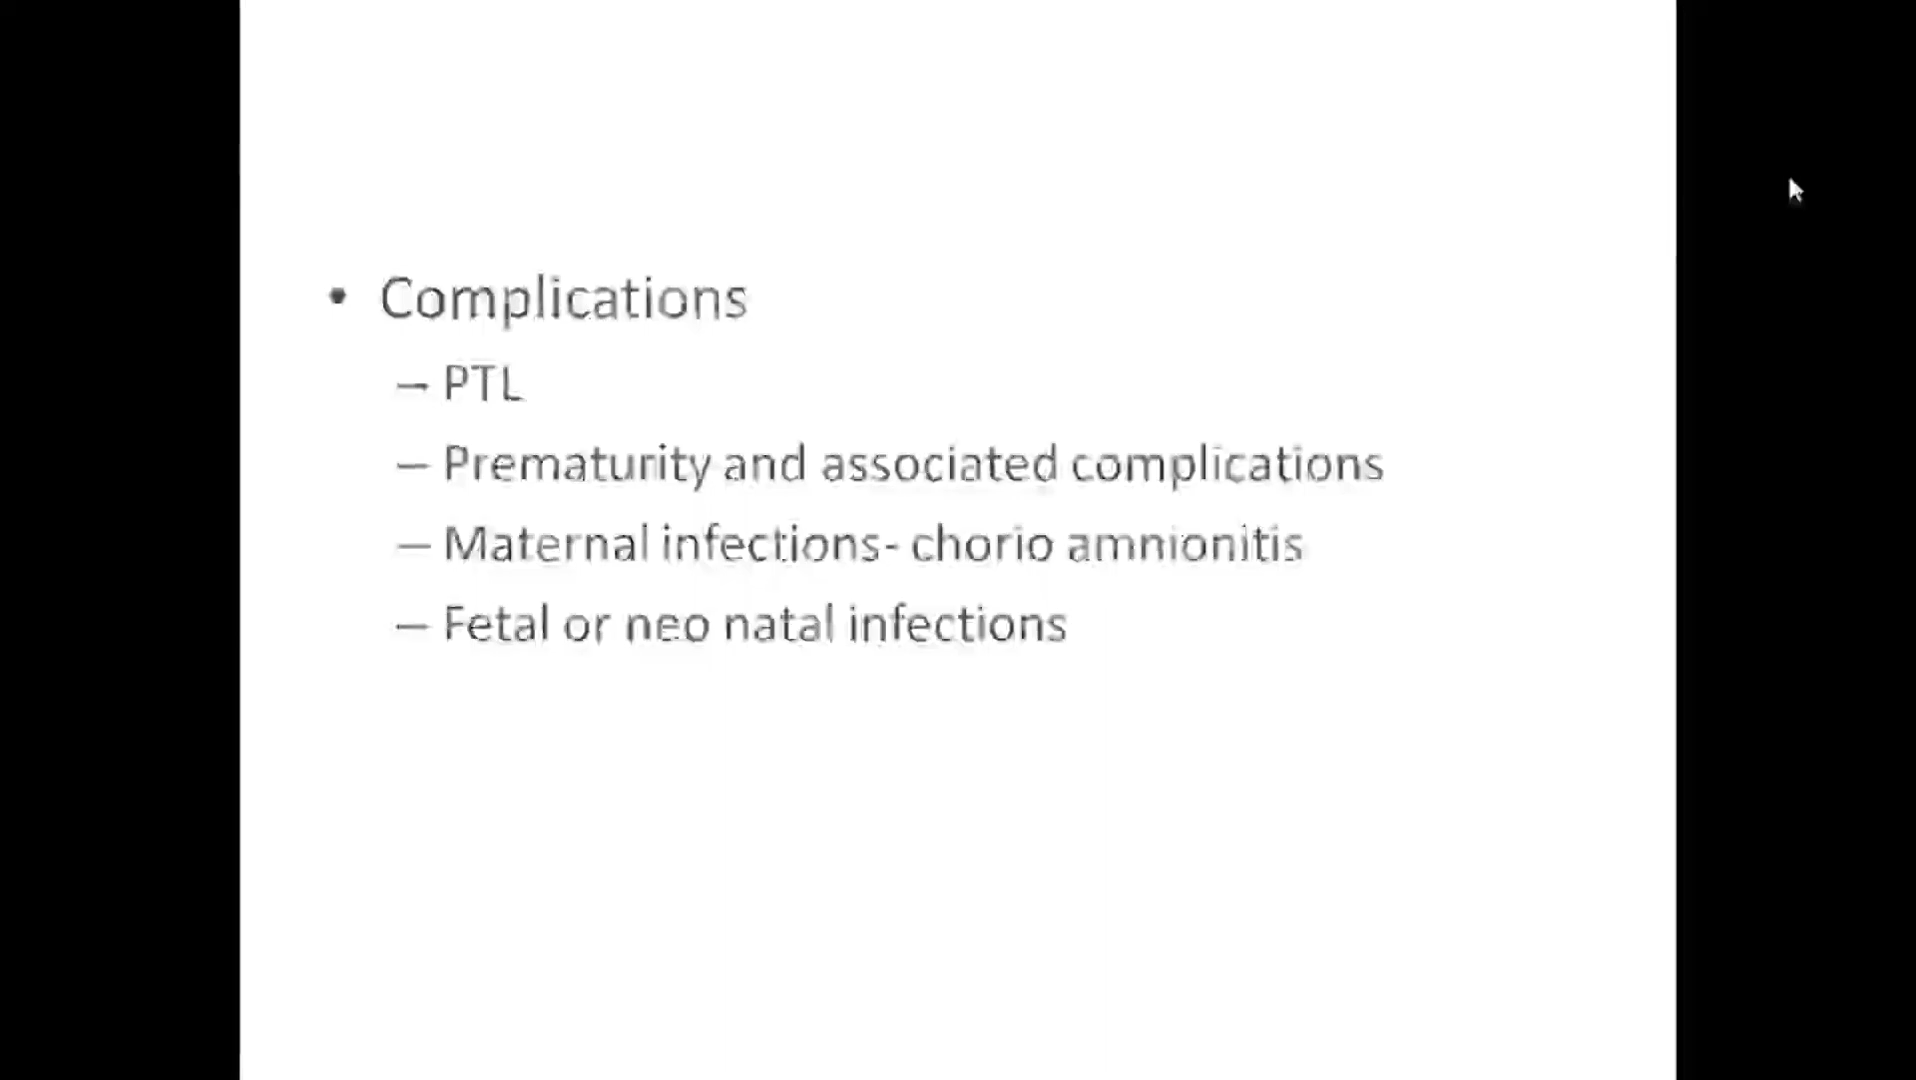 • Complications
– PTL
– Prematurity and associated complications
– Maternal infections- chorio amnionitis
– Fetal or neo natal infections